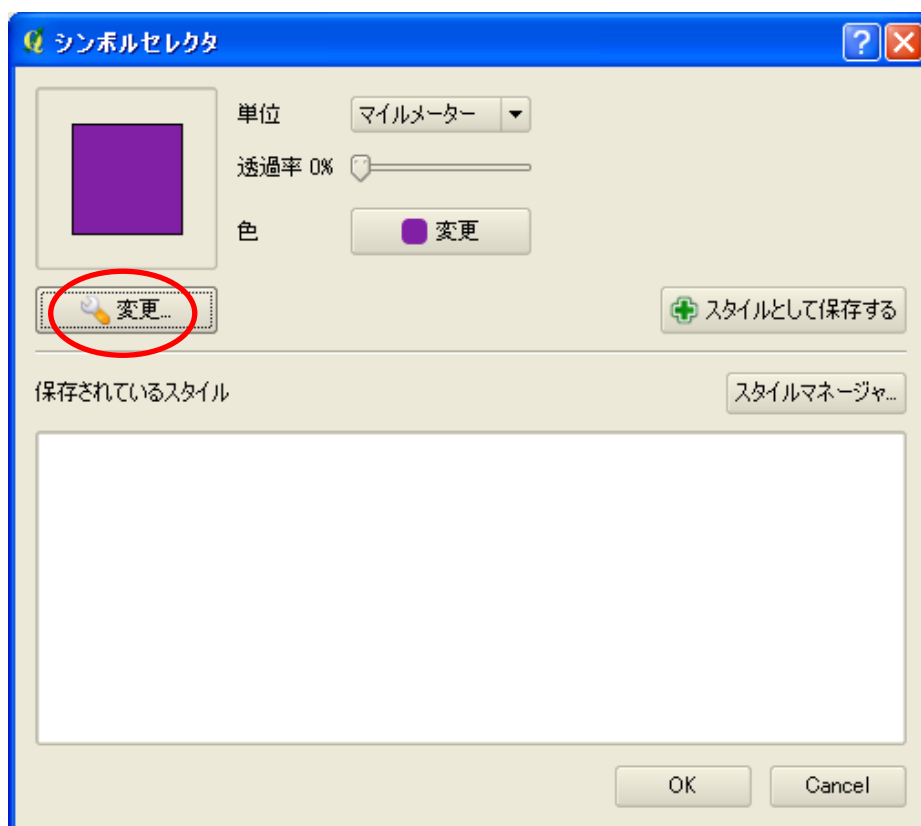 シンボルセレクタ
単位 マイルメーター
透過率 0%
色 変更
変更... スタイルとして保存する
保存されているスタイル スタイルマネージャ...
OK Cancel